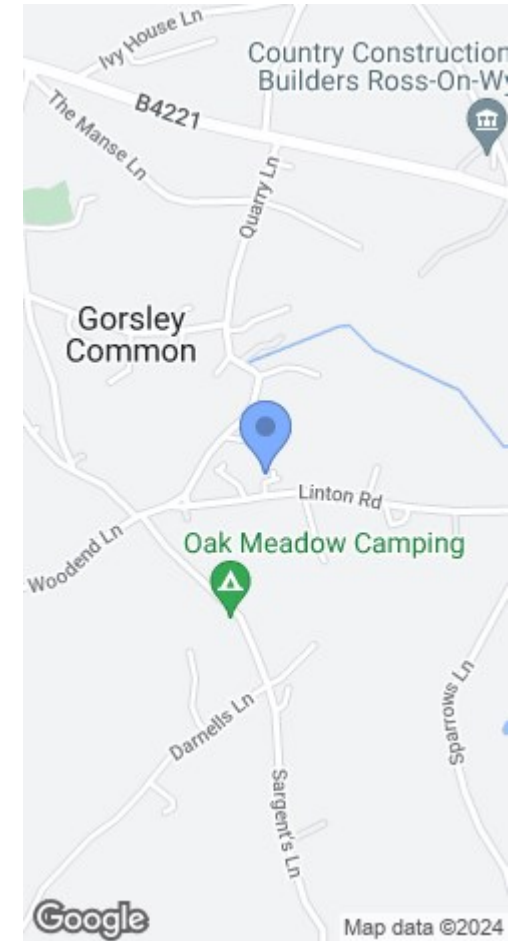 Ivy House Ln
Country Construction
Builders Ross-On-Wy
B4221
The Manse Ln
Quarry Ln
Gorsley
Common
Linton Rd
Woodend Ln
Oak Meadow Camping
Sparrows Ln
Darnells Ln
Sargent's Ln
Google
Map data ©2024